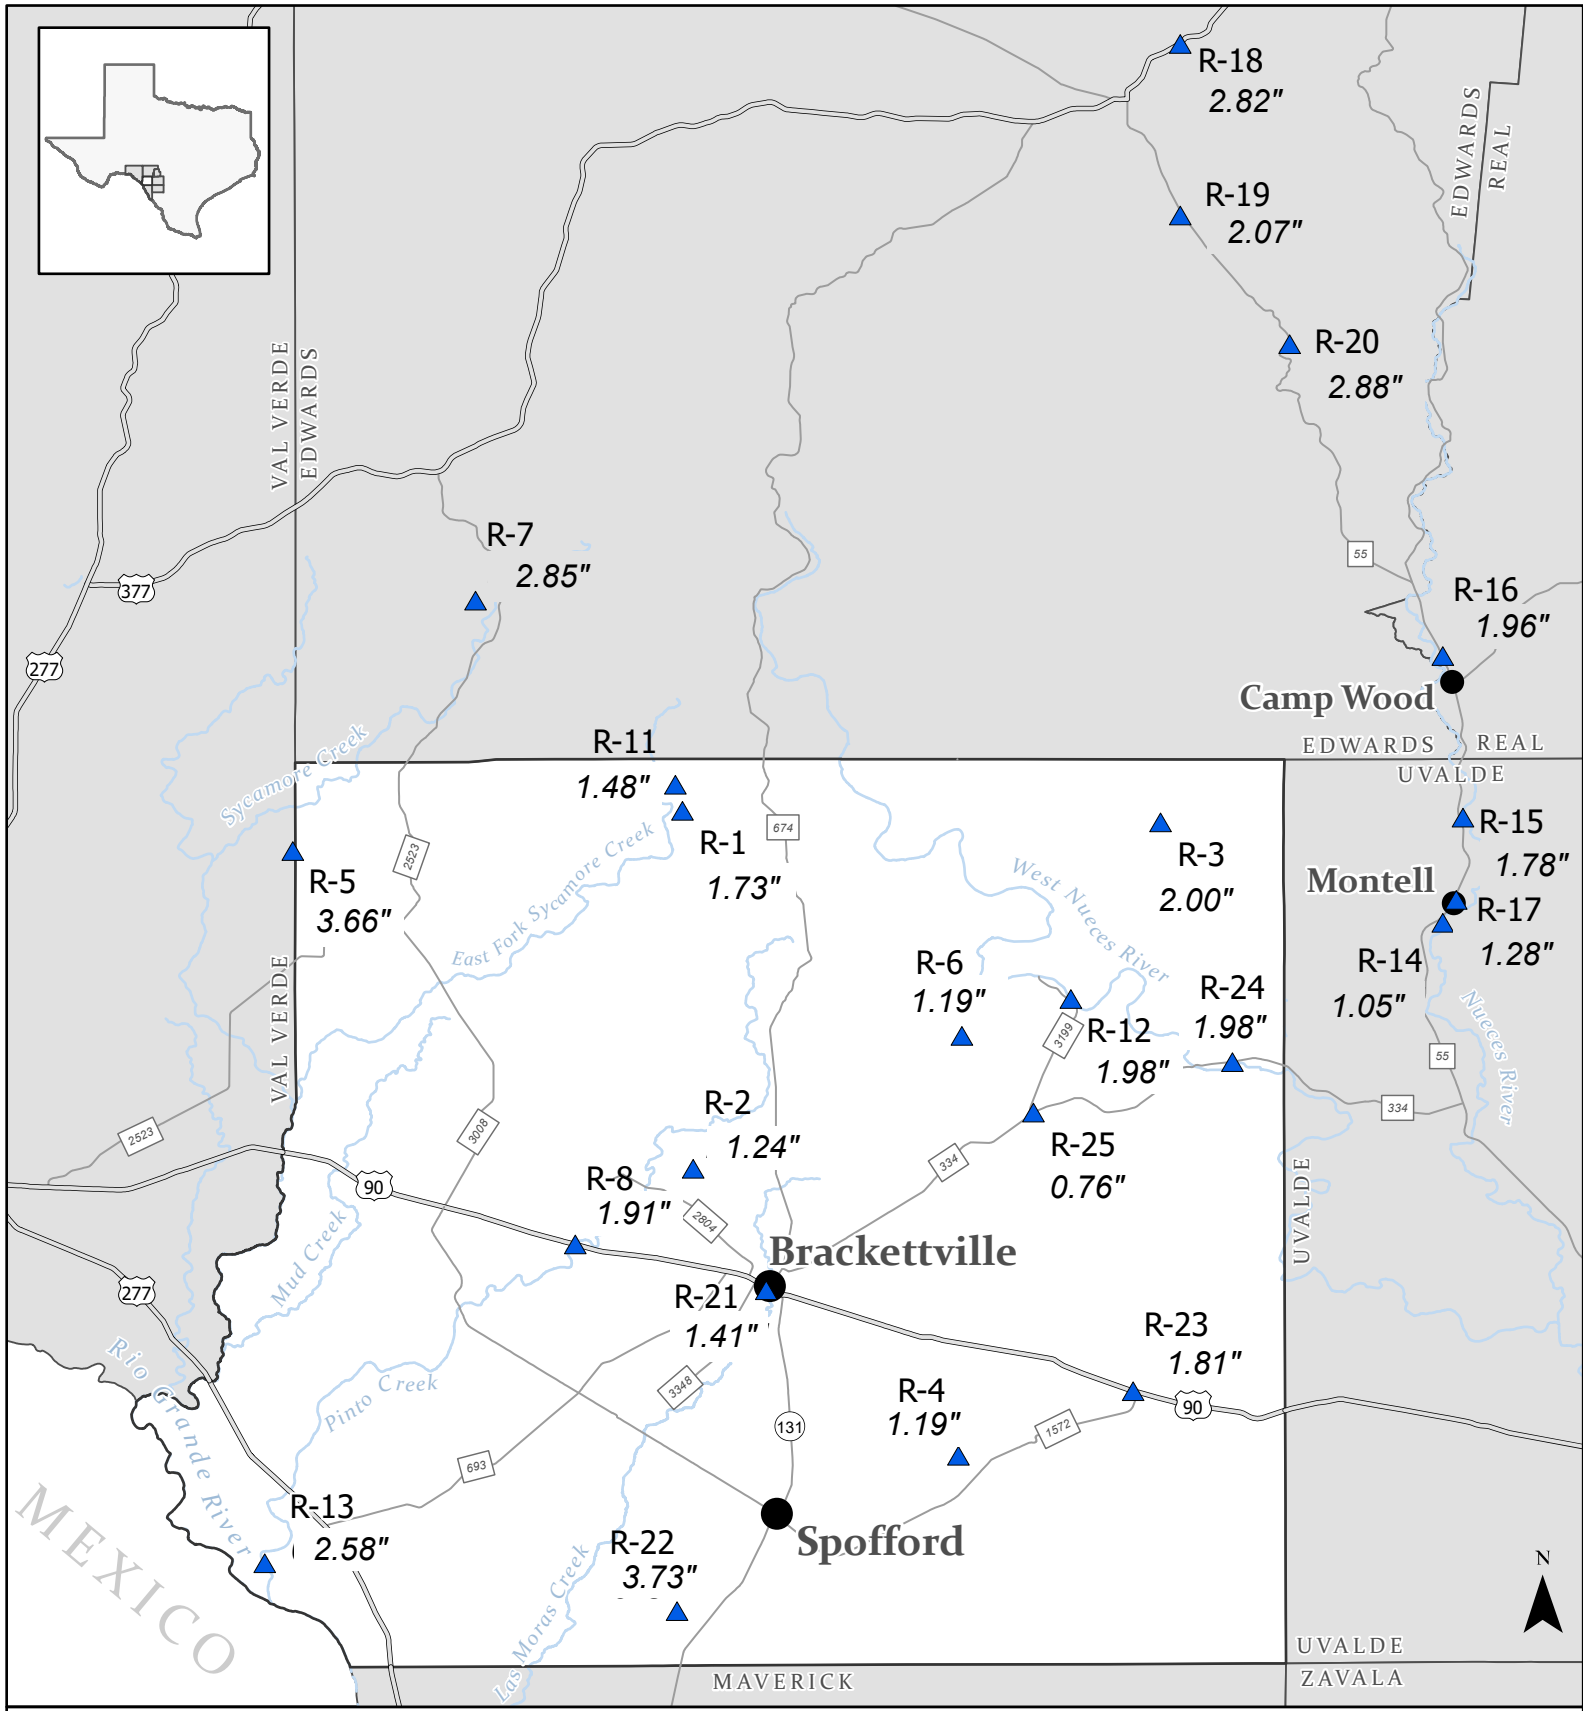 R-18
2.82"
EDWARDS
REAL
R-19
2.07"
R-20
2.88"
VAL VERDE
EDWARDS
R-7
2.85"
55
377
R-16
1.96"
277
Camp Wood
Sycamore Creek
R-11
1.48"
EDWARDS
REAL
UVALDE
R-1
1.73"
674
R-3
2.00"
R-15
1.78"
2523
R-5
3.66"
East Fork Sycamore Creek
West Nueces River
Montell
R-17
1.28"
R-14
1.05"
VAL VERDE
R-6
1.19"
R-24
1.98"
3199
R-12
1.98"
Nueces River
55
334
2523
3008
R-2
1.24"
R-25
0.76"
334
90
R-8
1.91"
2804
UVALDE
Mud Creek
Brackettville
277
R-21
1.41"
R-23
1.81"
Rio Grande River
Pinto Creek
3348
R-4
1.19"
90
131
1572
693
MEXICO
R-13
2.58"
Spofford
R-22
3.73"
Las Moras Creek
N
UVALDE
MAVERICK
ZAVALA